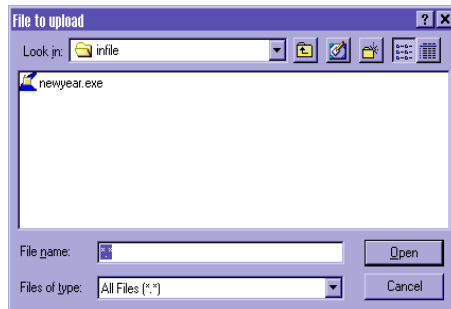 File to upload
Look in: infile
newyear.exe
File name: *.*
Open
Files of type: All Files (*.*)
Cancel